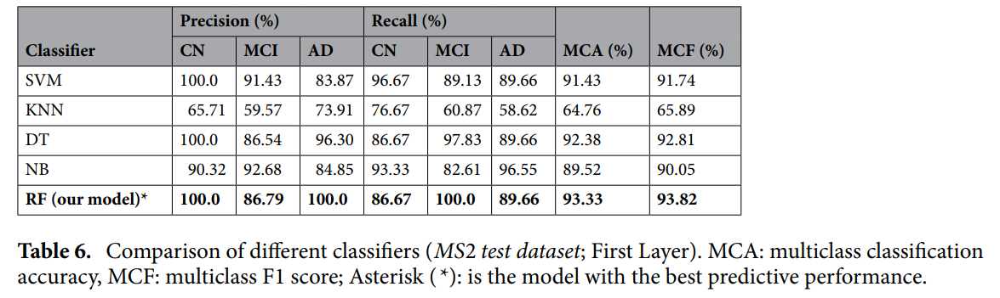 Precision (%) Recall (%)
Classifier CN MCI AD CN MCI AD MCA (%) MCF (%)
SVM 100.0 91.43 83.87 96.67 89.13 89.66 91.43 91.74
KNN 65.71 59.57 73.91 76.67 60.87 58.62 64.76 65.89
DT 100.0 86.54 96.30 86.67 97.83 89.66 92.38 92.81
NB 90.32 92.68 84.85 93.33 82.61 96.55 89.52 90.05
RF (our model)* 100.0 86.79 100.0 86.67 100.0 89.66 93.33 93.82
Table 6. Comparison of different classifiers (MS2 test dataset; First Layer). MCA: multiclass classification
accuracy, MCF: multiclass F1 score; Asterisk (*): is the model with the best predictive performance.